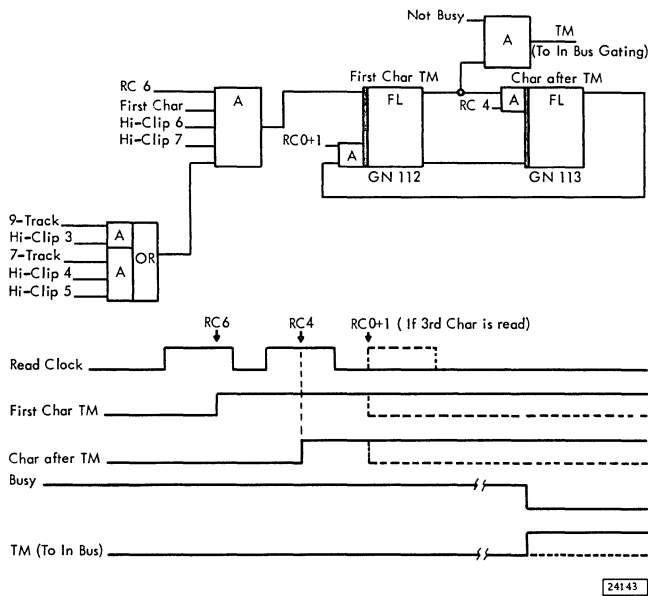 Not Busy
A
TM
(To In Bus Gating)
First Char TM
Char after TM
RC 6
First Char
Hi-Clip 6
Hi-Clip 7
A
FL
RC 4
A
FL
RC0+1
A
GN 112
GN 113
9-Track
Hi-Clip 3
7-Track
Hi-Clip 4
Hi-Clip 5
A
A
OR
RC6
RC4
RC0+1 ( If 3rd Char is read)
Read Clock
First Char TM
Char after TM
Busy
TM (To In Bus)
24143